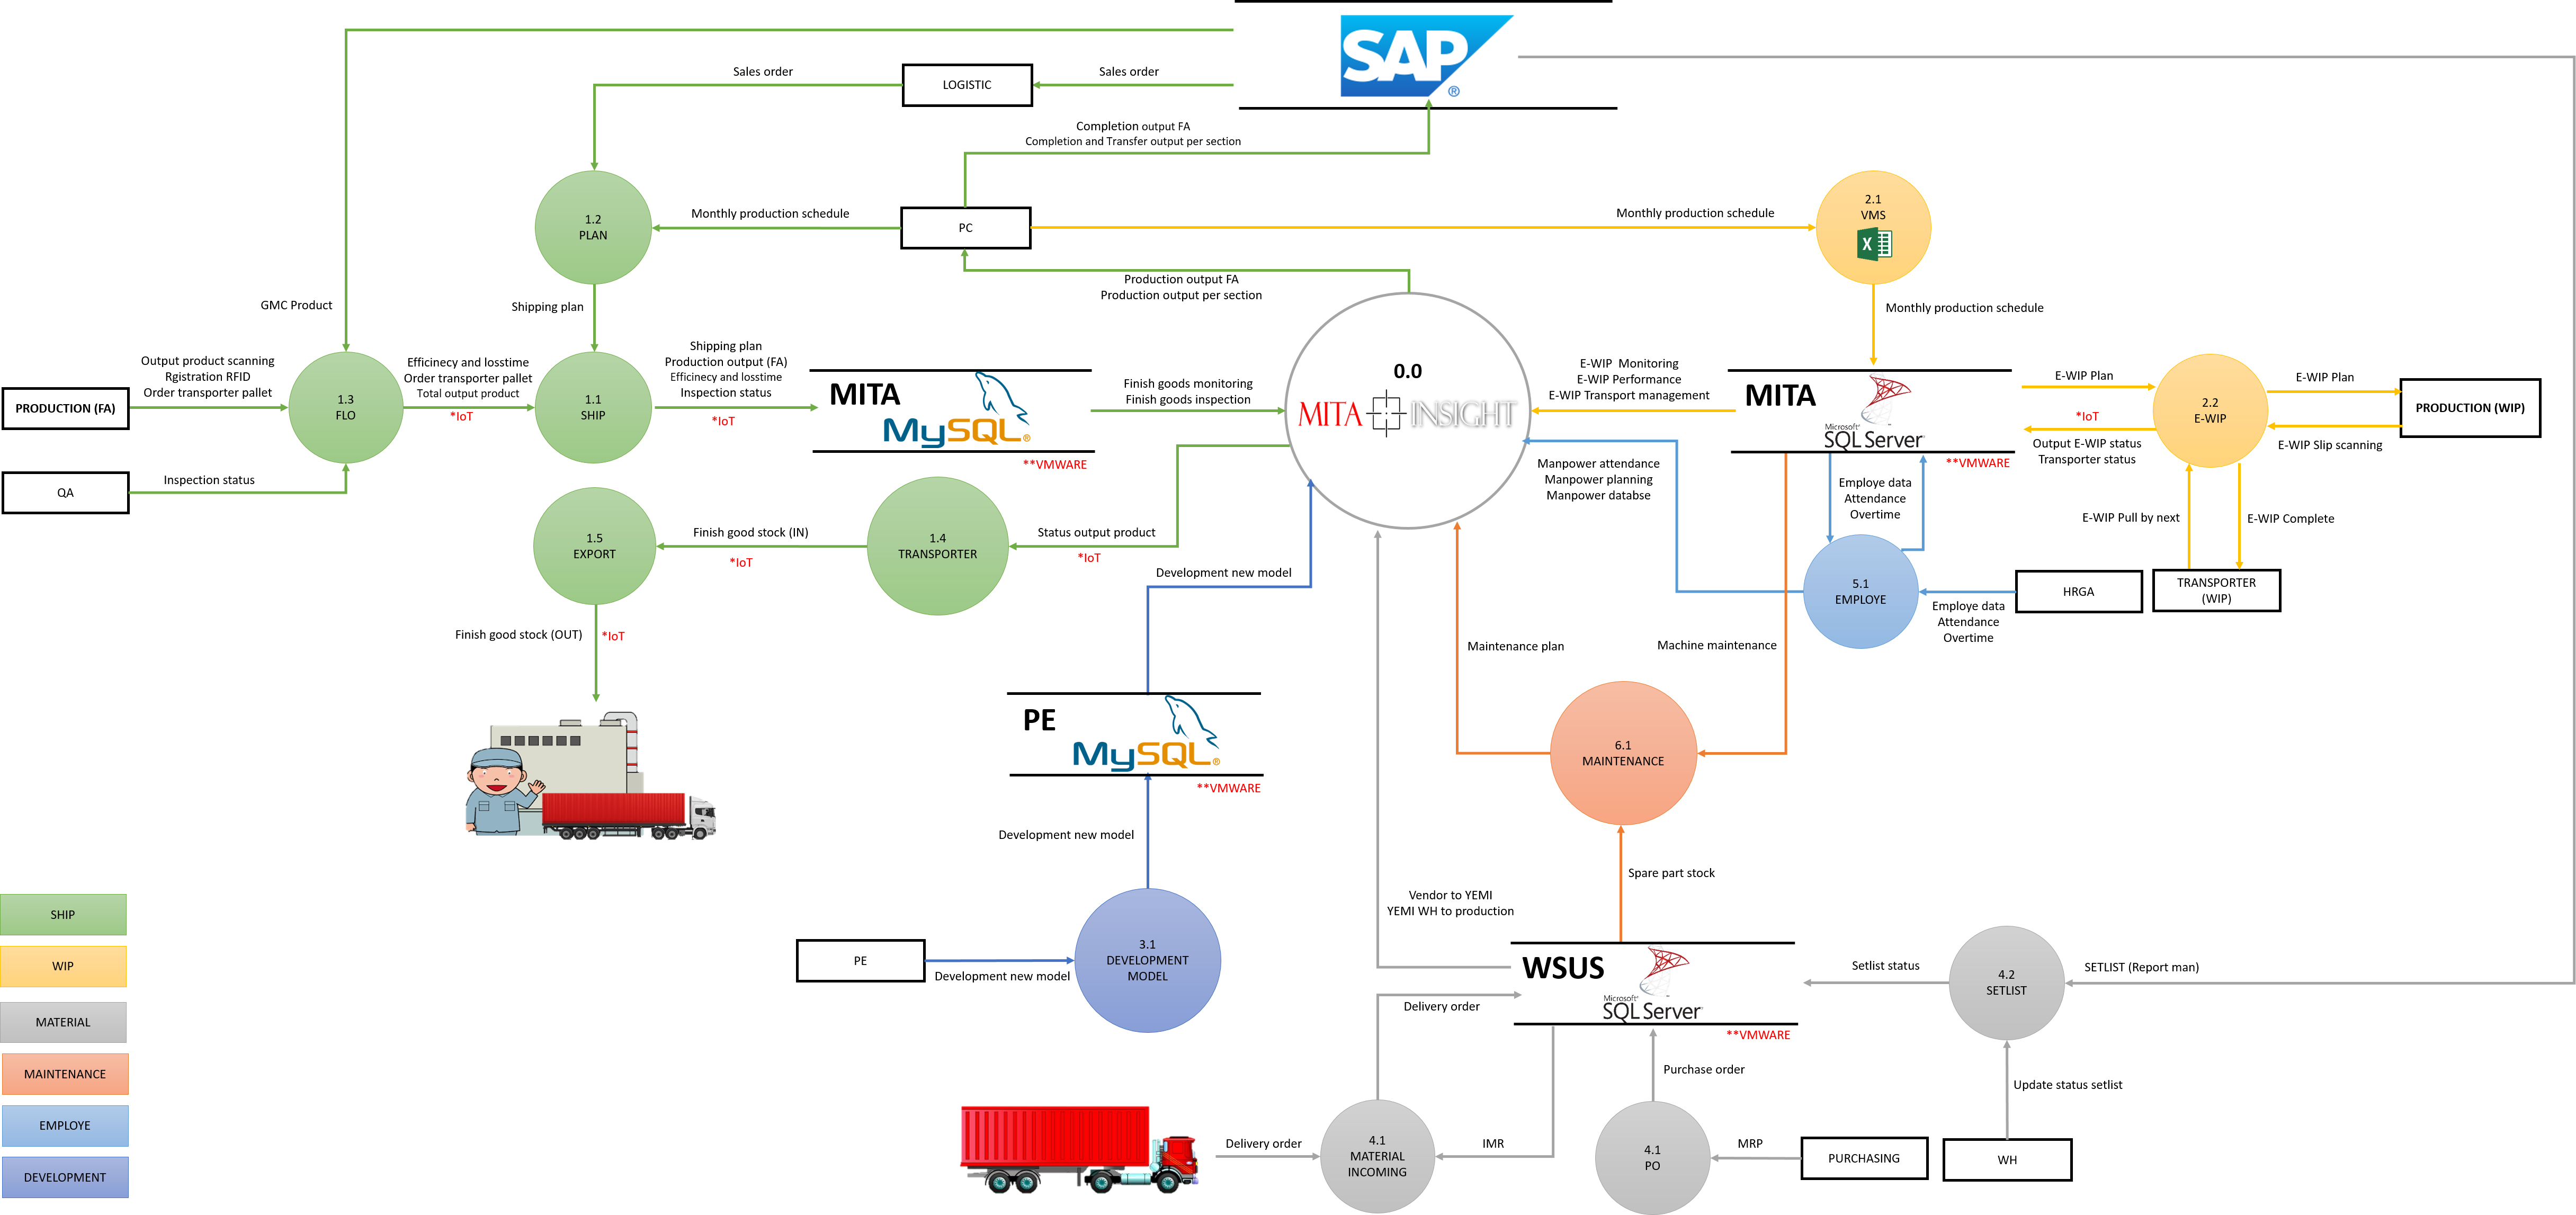 SAP
®
Sales order
LOGISTIC
Sales order
Completion output FA
Completion and Transfer output per section
1.2
PLAN
Monthly production schedule
PC
Monthly production schedule
2.1
VMS
X
Production output FA
Production output per section
GMC Product
Shipping plan
Monthly production schedule
PRODUCTION (FA)
Output product scanning
Rgistration RFID
Order transporter pallet
1.3
FLO
Efficinecy and losstime
Order transporter pallet
Total output product
*IoT
1.1
SHIP
Shipping plan
Production output (FA)
Efficinecy and losstime
Inspection status
*IoT
MITA
MySQL®
**VMWARE
Finish goods monitoring
Finish goods inspection
0.0
MITA INSIGHT
E-WIP Monitoring
E-WIP Performance
E-WIP Transport management
MITA
Microsoft®
SQL Server
**VMWARE
E-WIP Plan
*IoT
Output E-WIP status
Transporter status
2.2
E-WIP
E-WIP Plan
E-WIP Slip scanning
PRODUCTION (WIP)
QA
Inspection status
1.5
EXPORT
Finish good stock (IN)
*IoT
1.4
TRANSPORTER
Status output product
*IoT
Manpower attendance
Manpower planning
Manpower databse
Employe data
Attendance
Overtime
E-WIP Pull by next
E-WIP Complete
5.1
EMPLOYE
Employe data
Attendance
Overtime
HRGA
TRANSPORTER
(WIP)
Finish good stock (OUT)
*IoT
Development new model
Maintenance plan
Machine maintenance
PE
MySQL®
**VMWARE
6.1
MAINTENANCE
Development new model
Spare part stock
Vendor to YEMI
YEMI WH to production
PE
Development new model
3.1
DEVELOPMENT
MODEL
WSUS
Microsoft®
SQL Server
**VMWARE
Setlist status
4.2
SETLIST
SETLIST (Report man)
Delivery order
Purchase order
Update status setlist
Delivery order
4.1
MATERIAL
INCOMING
IMR
4.1
PO
MRP
PURCHASING
WH
SHIP
WIP
MATERIAL
MAINTENANCE
EMPLOYE
DEVELOPMENT